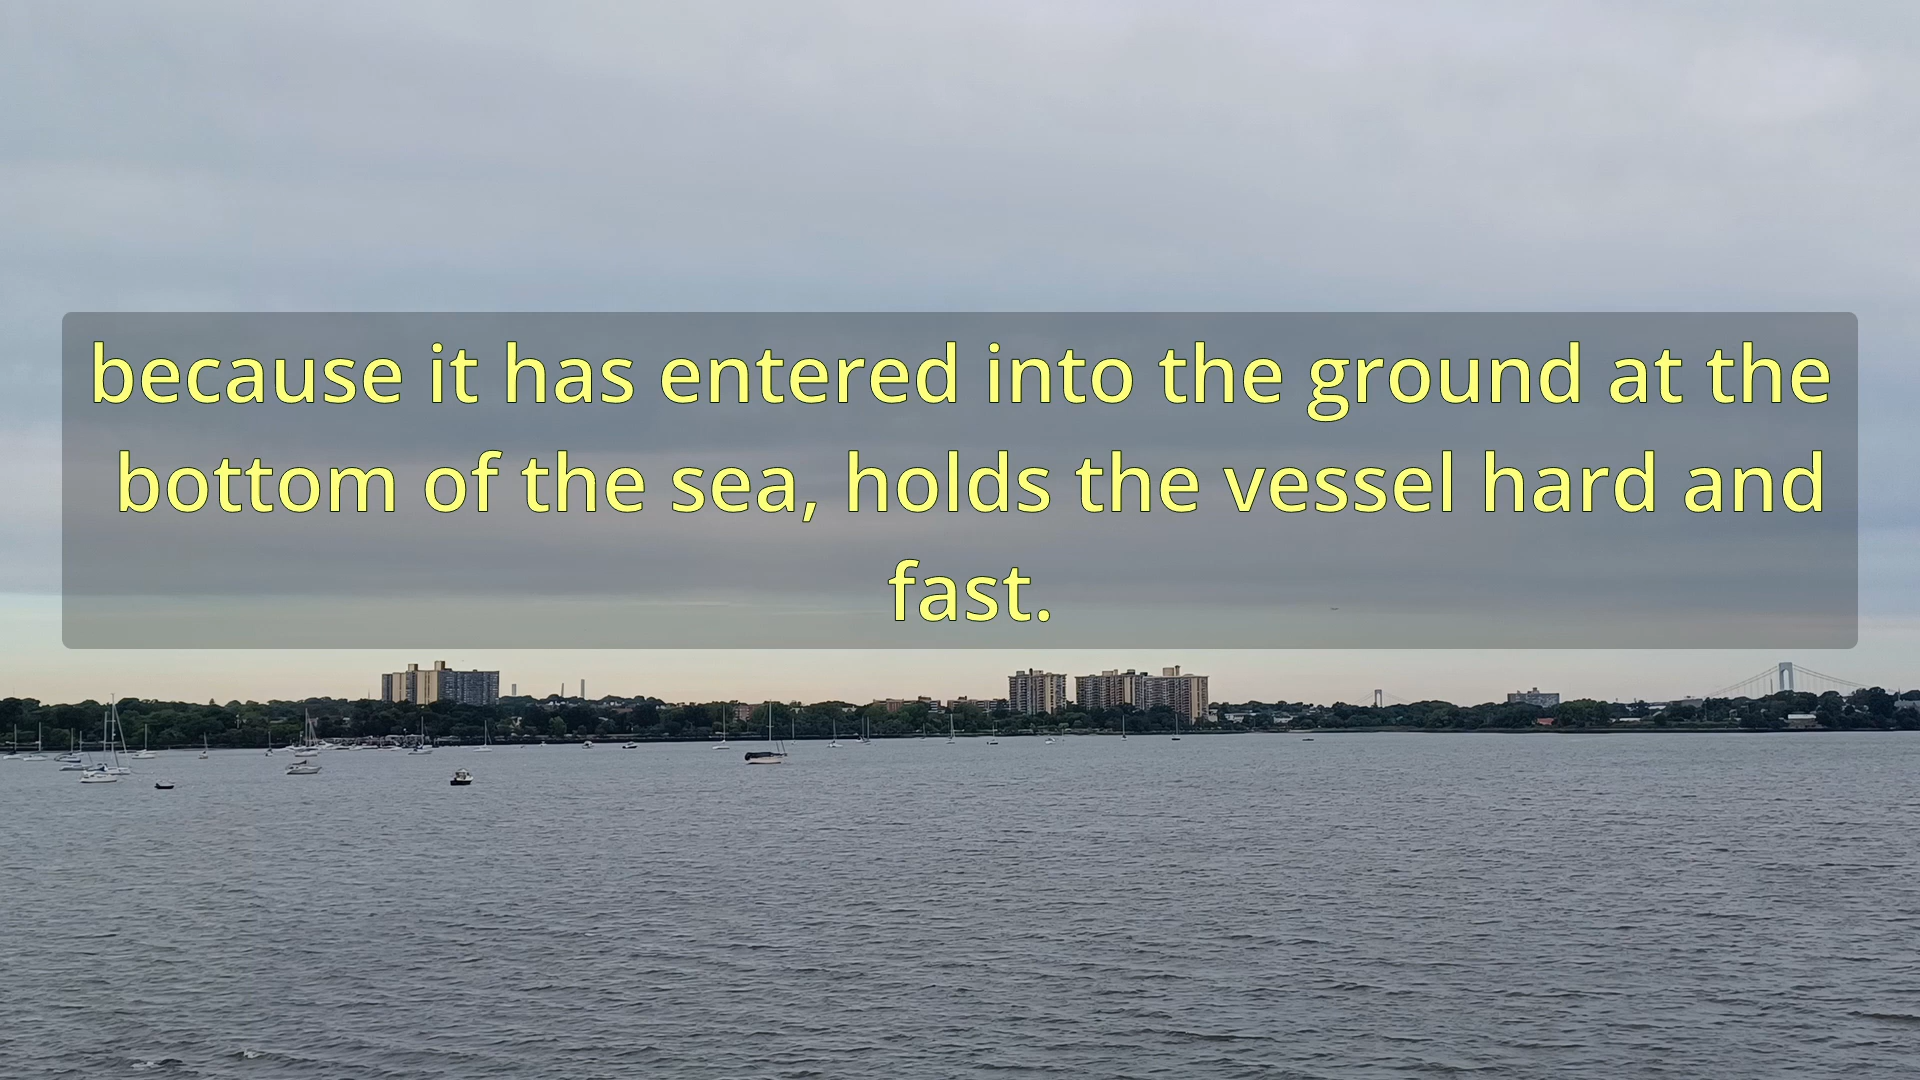 because it has entered into the ground at the
bottom of the sea, holds the vessel hard and
fast.